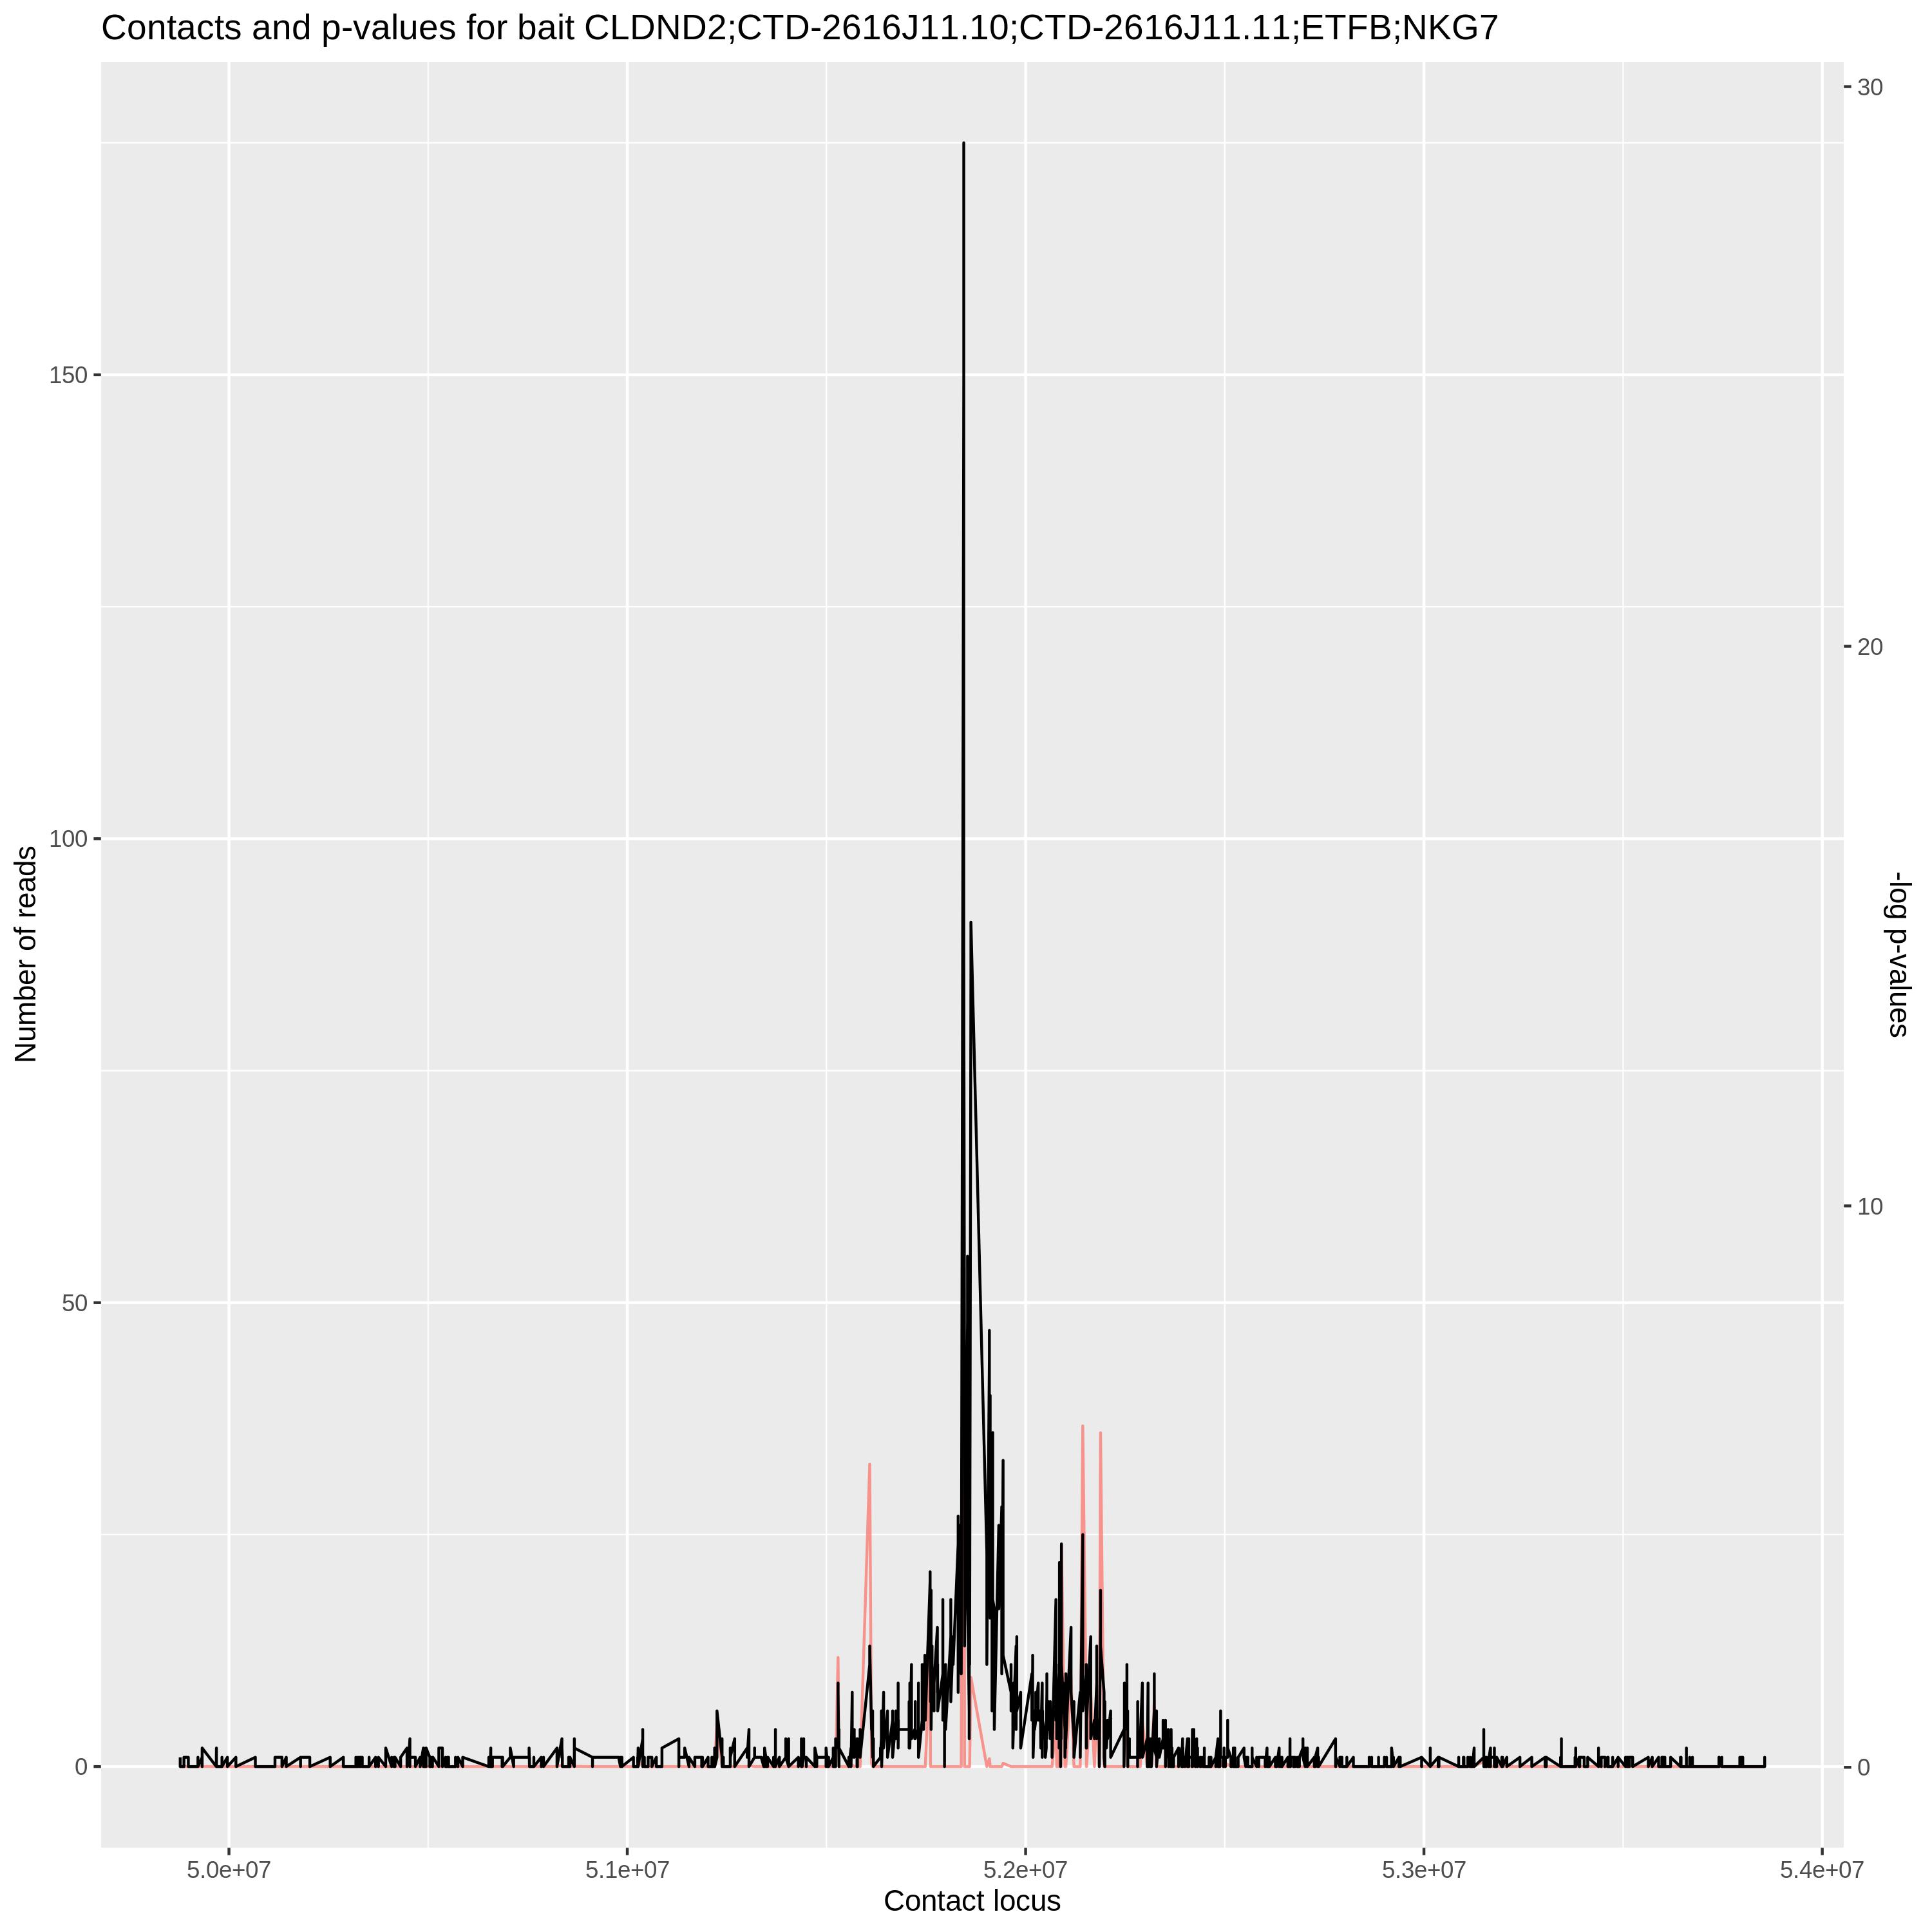 Contacts and p-values for bait CLDND2;CTD-2616J11.10;CTD-2616J11.11;ETFB;NKG7
30
150
20
100
Number of reads
-log p-values
10
50
0
0
5.0e+07
5.1e+07
5.2e+07
5.3e+07
5.4e+07
Contact locus